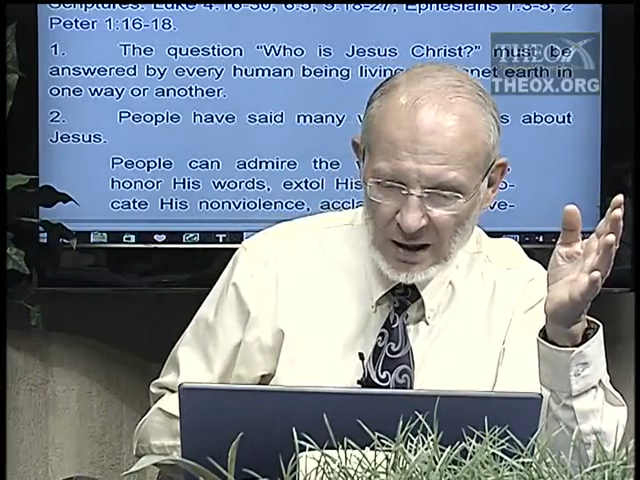 Scriptures: Luke 4:16-30, 6:5, 9:18-27, Ephesians 1:3-5, 2
Peter 1:16-18.
1. The question “Who is Jesus Christ?” must be
answered by every human being living earth in
one way or another.
2. People have said many about
Jesus.
People can admire the
honor His words, extol His
cate His nonviolence,
THEOX
THEOX.ORG